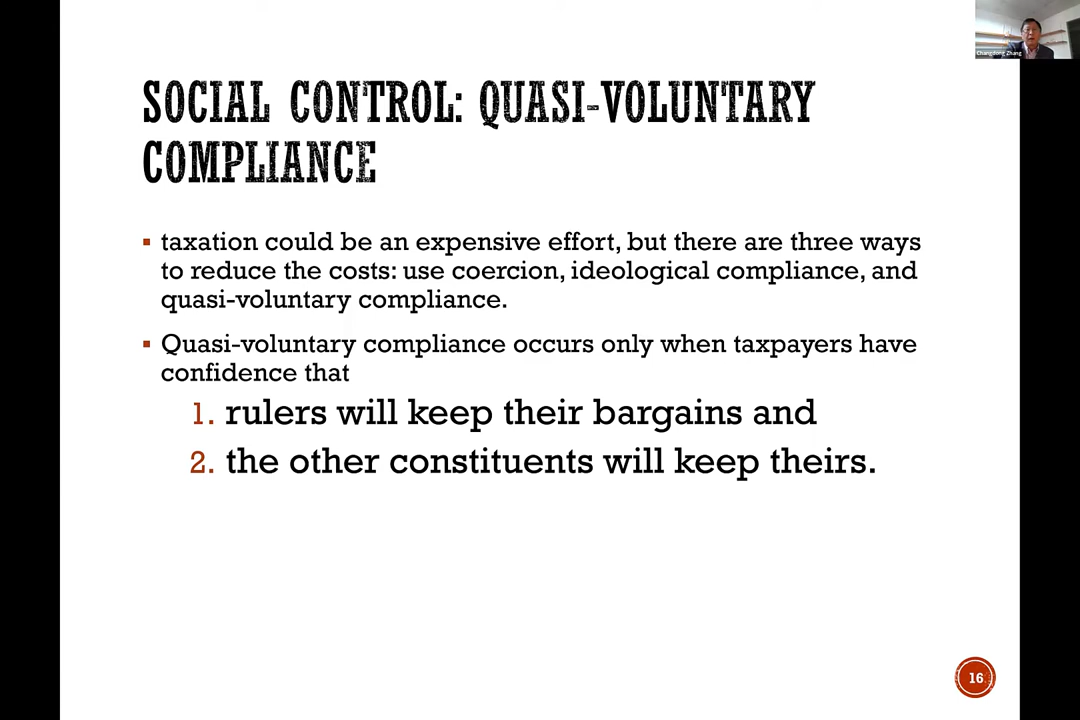 SOCIAL CONTROL: QUASI-VOLUNTARY
COMPLIANCE
▪ taxation could be an expensive effort, but there are three ways
to reduce the costs: use coercion, ideological compliance, and
quasi-voluntary compliance.
▪ Quasi-voluntary compliance occurs only when taxpayers have
confidence that
1. rulers will keep their bargains and
2. the other constituents will keep theirs.
16
Changdong Zhang